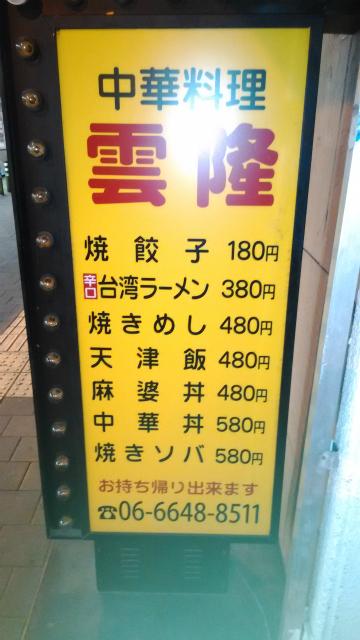 中華料理
雲隆
焼餃子 180円
辛口台湾ラーメン 380円
焼きめし 480円
天津飯 480円
麻婆丼 480円
中華丼 580円
焼きソバ 580円
お持ち帰り出来ます
☎06-6648-8511